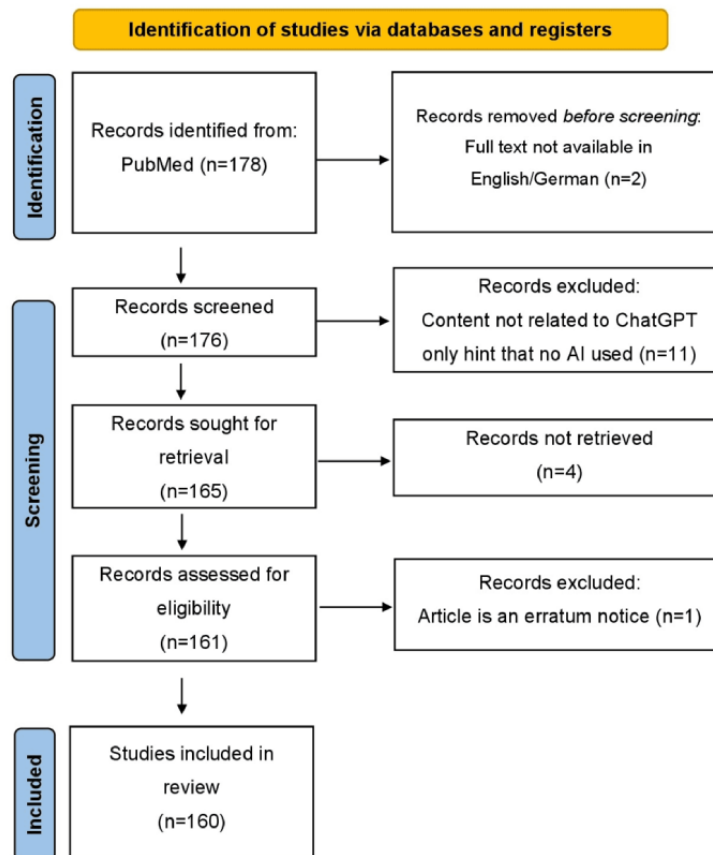 Identification of studies via databases and registers
Identification
Records identified from:
PubMed (n=178)
Records removed before screening:
Full text not available in
English/German (n=2)
Screening
Records screened
(n=176)
Records excluded:
Content not related to ChatGPT
only hint that no AI used (n=11)
Records sought for
retrieval
(n=165)
Records not retrieved
(n=4)
Records assessed for
eligibility
(n=161)
Records excluded:
Article is an erratum notice (n=1)
Included
Studies included in
review
(n=160)